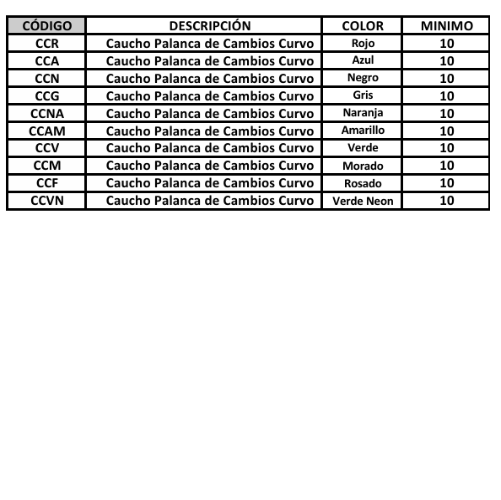 CÓDIGO DESCRIPCIÓN COLOR MINIMO
CCR Caucho Palanca de Cambios Curvo Rojo 10
CCA Caucho Palanca de Cambios Curvo Azul 10
CCN Caucho Palanca de Cambios Curvo Negro 10
CCG Caucho Palanca de Cambios Curvo Gris 10
CCNA Caucho Palanca de Cambios Curvo Naranja 10
CCAM Caucho Palanca de Cambios Curvo Amarillo 10
CCV Caucho Palanca de Cambios Curvo Verde 10
CCM Caucho Palanca de Cambios Curvo Morado 10
CCF Caucho Palanca de Cambios Curvo Rosado 10
CCVN Caucho Palanca de Cambios Curvo Verde Neon 10